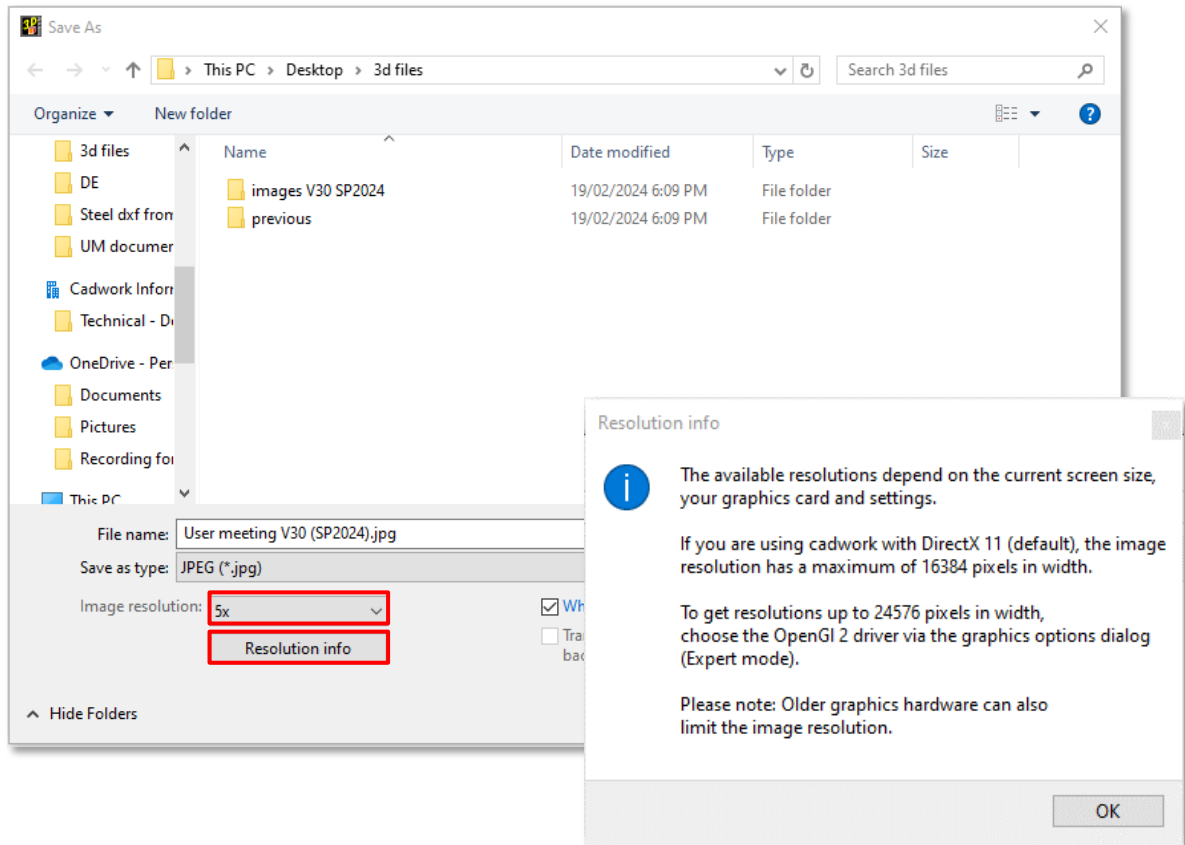 Save As
This PC > Desktop > 3d files
Search 3d files
Organize
New folder
?
3d files
DE
Steel dxf from
UM documen
Cadwork Inforr
Technical - D
OneDrive - Per
Documents
Pictures
Recording for
This PC
Name Date modified Type Size
images V30 SP2024 19/02/2024 6:09 PM File folder
previous 19/02/2024 6:09 PM File folder
File name: User meeting V30 (SP2024).jpg
Save as type: JPEG (*.jpg)
Image resolution: 5x
Resolution info
Wh
Tra
bac
Hide Folders
Resolution info
i
The available resolutions depend on the current screen size,
your graphics card and settings.
If you are using cadwork with DirectX 11 (default), the image
resolution has a maximum of 16384 pixels in width.
To get resolutions up to 24576 pixels in width,
choose the OpenGl 2 driver via the graphics options dialog
(Expert mode).
Please note: Older graphics hardware can also
limit the image resolution.
OK